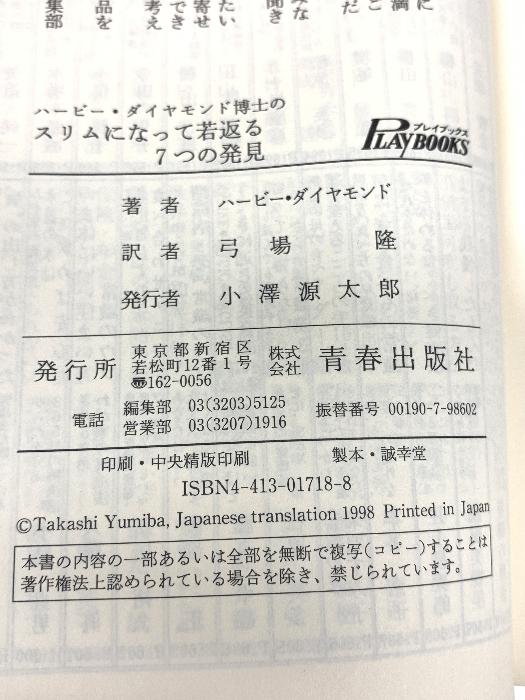 ハービー・ダイヤモンド博士の
スリムになって若返る
7つの発見
プレイブックス
PLAYBOOKS
著者 ハービー・ダイヤモンド
訳者 弓場 隆
発行者 小澤源太郎
発行所
東京都新宿区
若松町12番1号
☎162-0056
株式
会社
青春出版社
電話
編集部 03(3203)5125
営業部 03(3207)1916
振替番号 00190-7-98602
印刷・中央精版印刷 製本・誠幸堂
ISBN4-413-01718-8
©Takashi Yumiba, Japanese translation 1998 Printed in Japan
本書の内容の一部あるいは全部を無断で複写(コピー)することは
著作権法上認められている場合を除き、禁じられています。